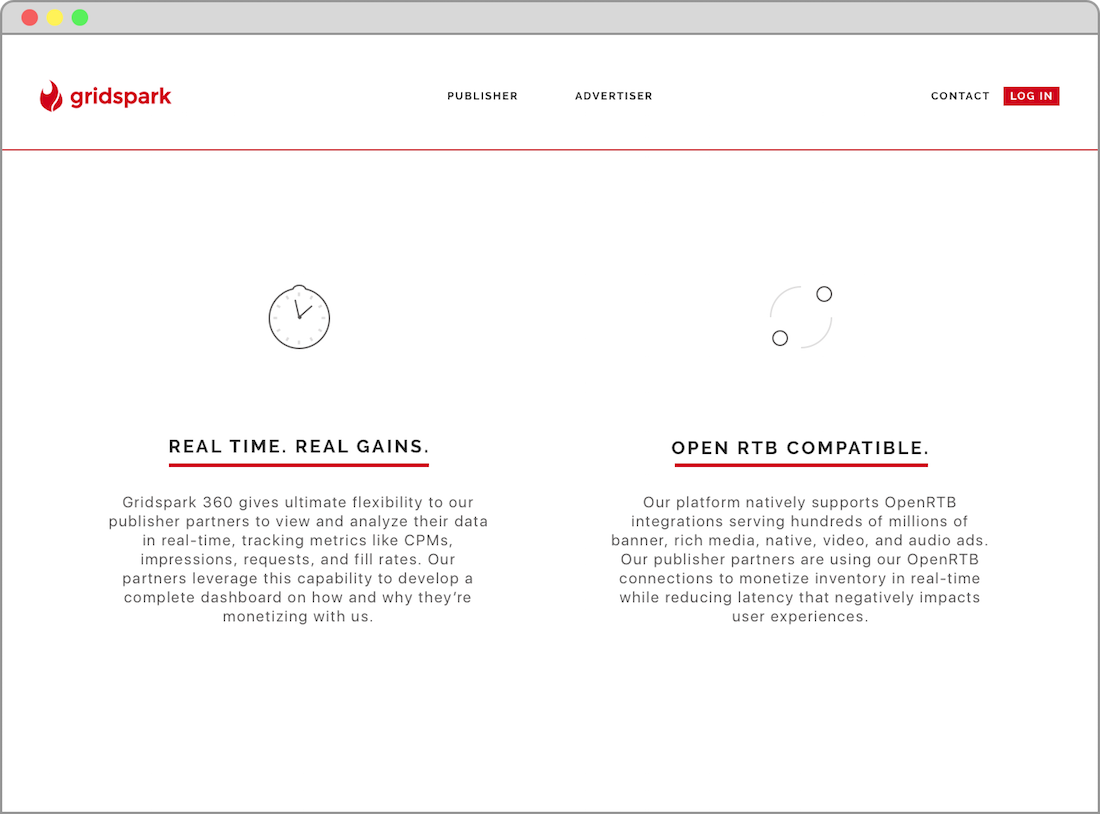 gridspark
PUBLISHER
ADVERTISER
CONTACT
LOG IN
REAL TIME. REAL GAINS.
Gridspark 360 gives ultimate flexibility to our
publisher partners to view and analyze their data
in real-time, tracking metrics like CPMs,
impressions, requests, and fill rates. Our
partners leverage this capability to develop a
complete dashboard on how and why they’re
monetizing with us.
OPEN RTB COMPATIBLE.
Our platform natively supports OpenRTB
integrations serving hundreds of millions of
banner, rich media, native, video, and audio ads.
Our publisher partners are using our OpenRTB
connections to monetize inventory in real-time
while reducing latency that negatively impacts
user experiences.